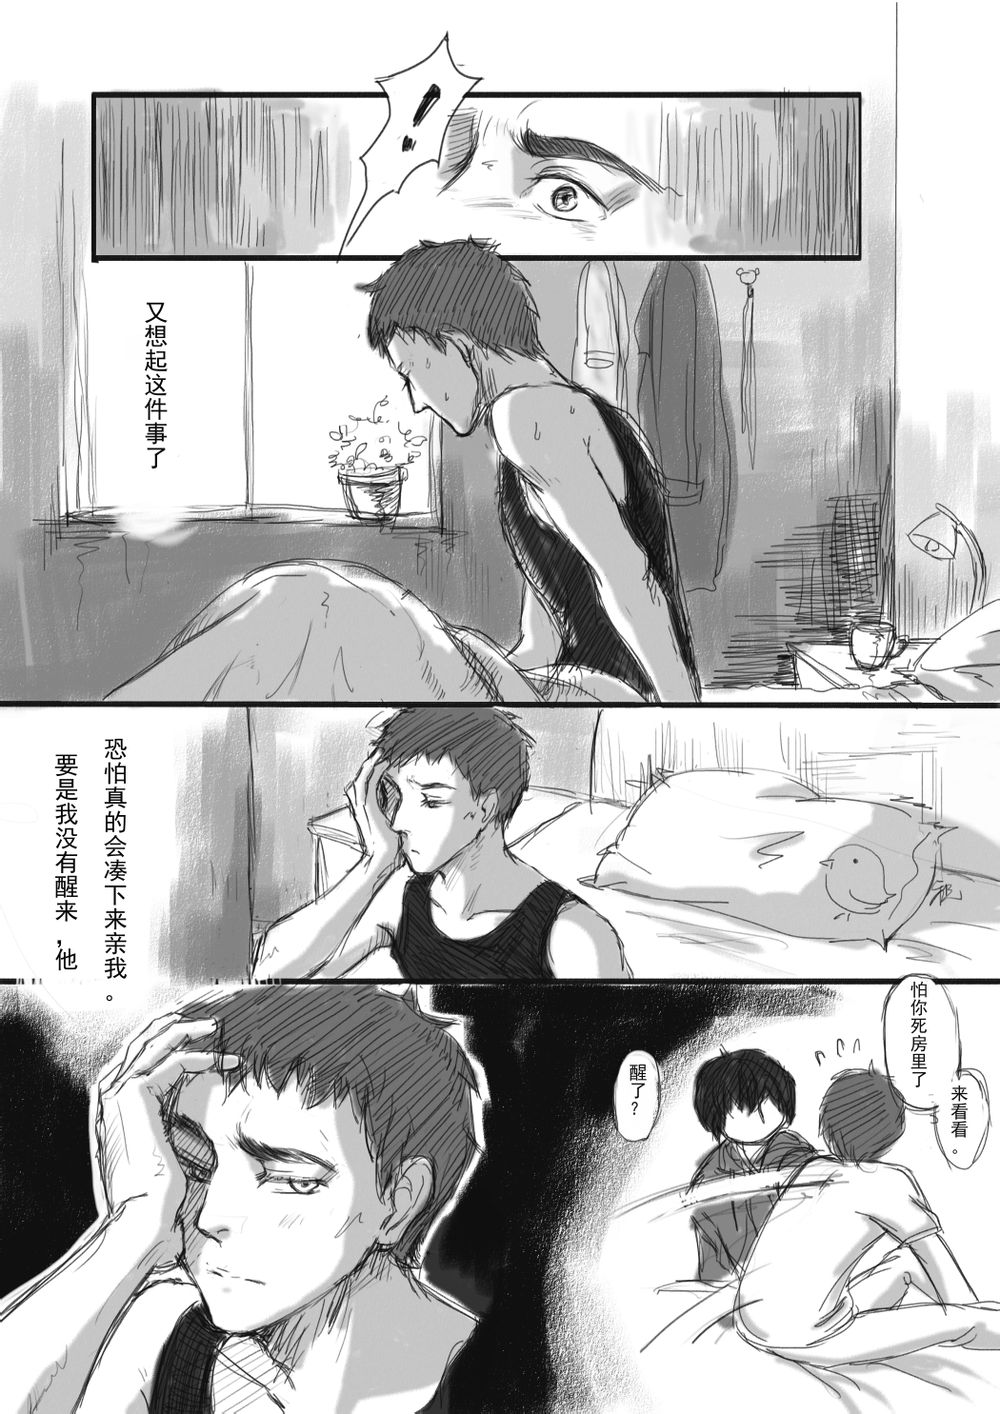 !
又想起这件事了
要是我没有醒来，他
恐怕真的会凑下来亲我。
醒了?
怕你死房里了
来看看。